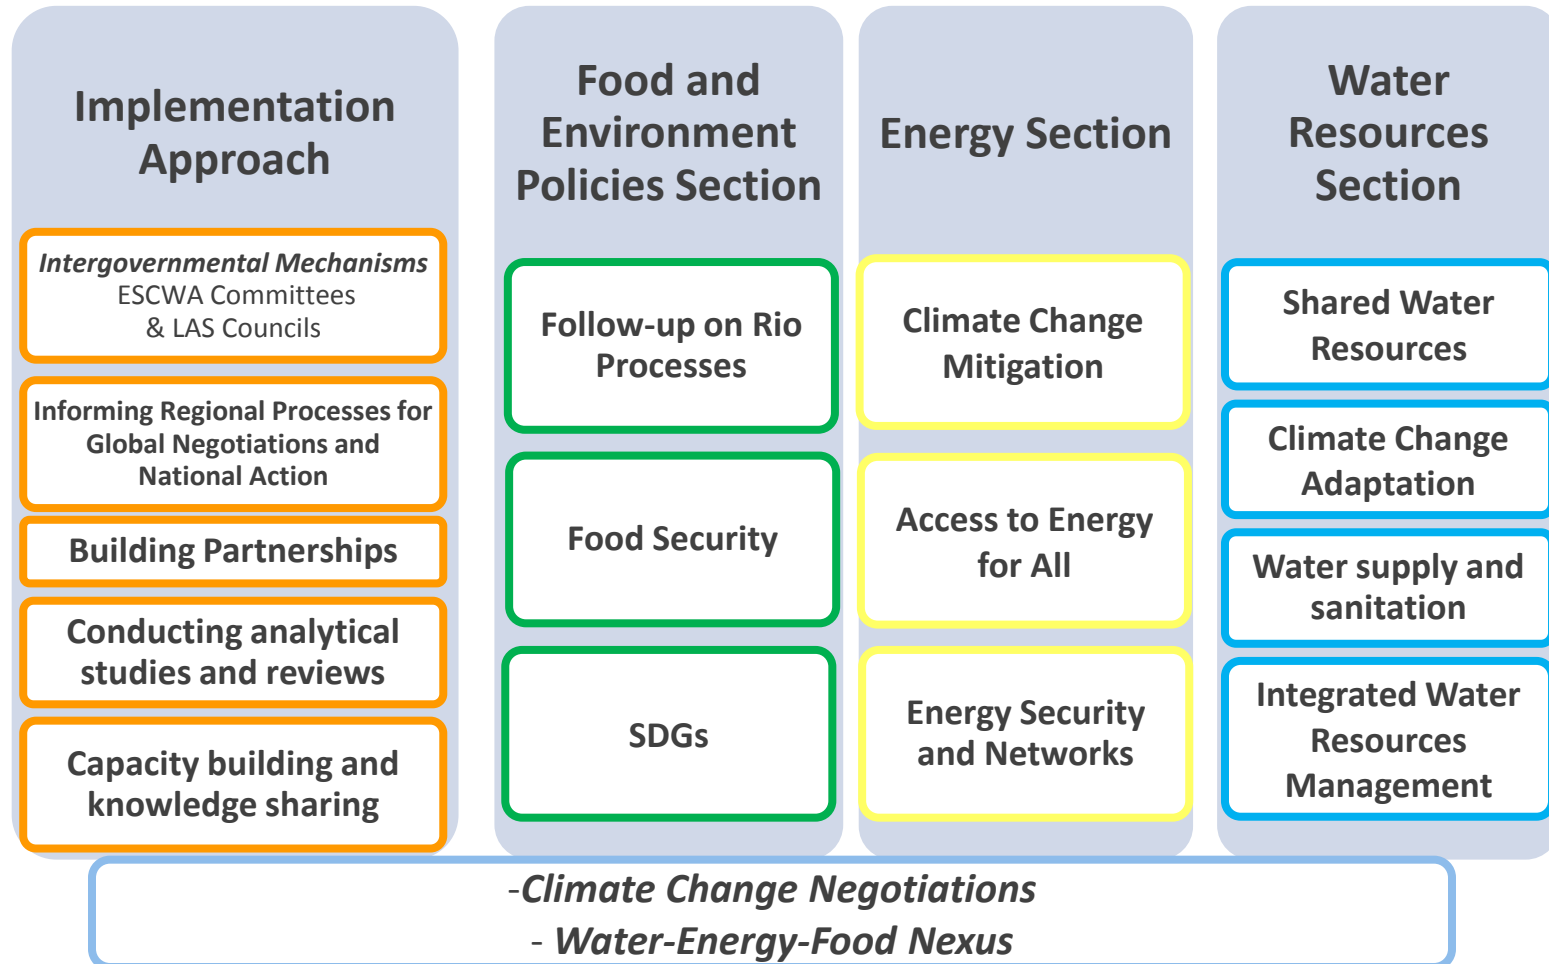 Implementation
Approach
Intergovernmental Mechanisms
ESCWA Committees
& LAS Councils
Informing Regional Processes for
Global Negotiations and
National Action
Building Partnerships
Conducting analytical
studies and reviews
Capacity building and
knowledge sharing
Food and
Environment
Policies Section
Follow-up on Rio
Processes
Food Security
SDGs
Energy Section
Climate Change
Mitigation
Access to Energy
for All
Energy Security
and Networks
Water
Resources
Section
Shared Water
Resources
Climate Change
Adaptation
Water supply and
sanitation
Integrated Water
Resources
Management
-Climate Change Negotiations
- Water-Energy-Food Nexus